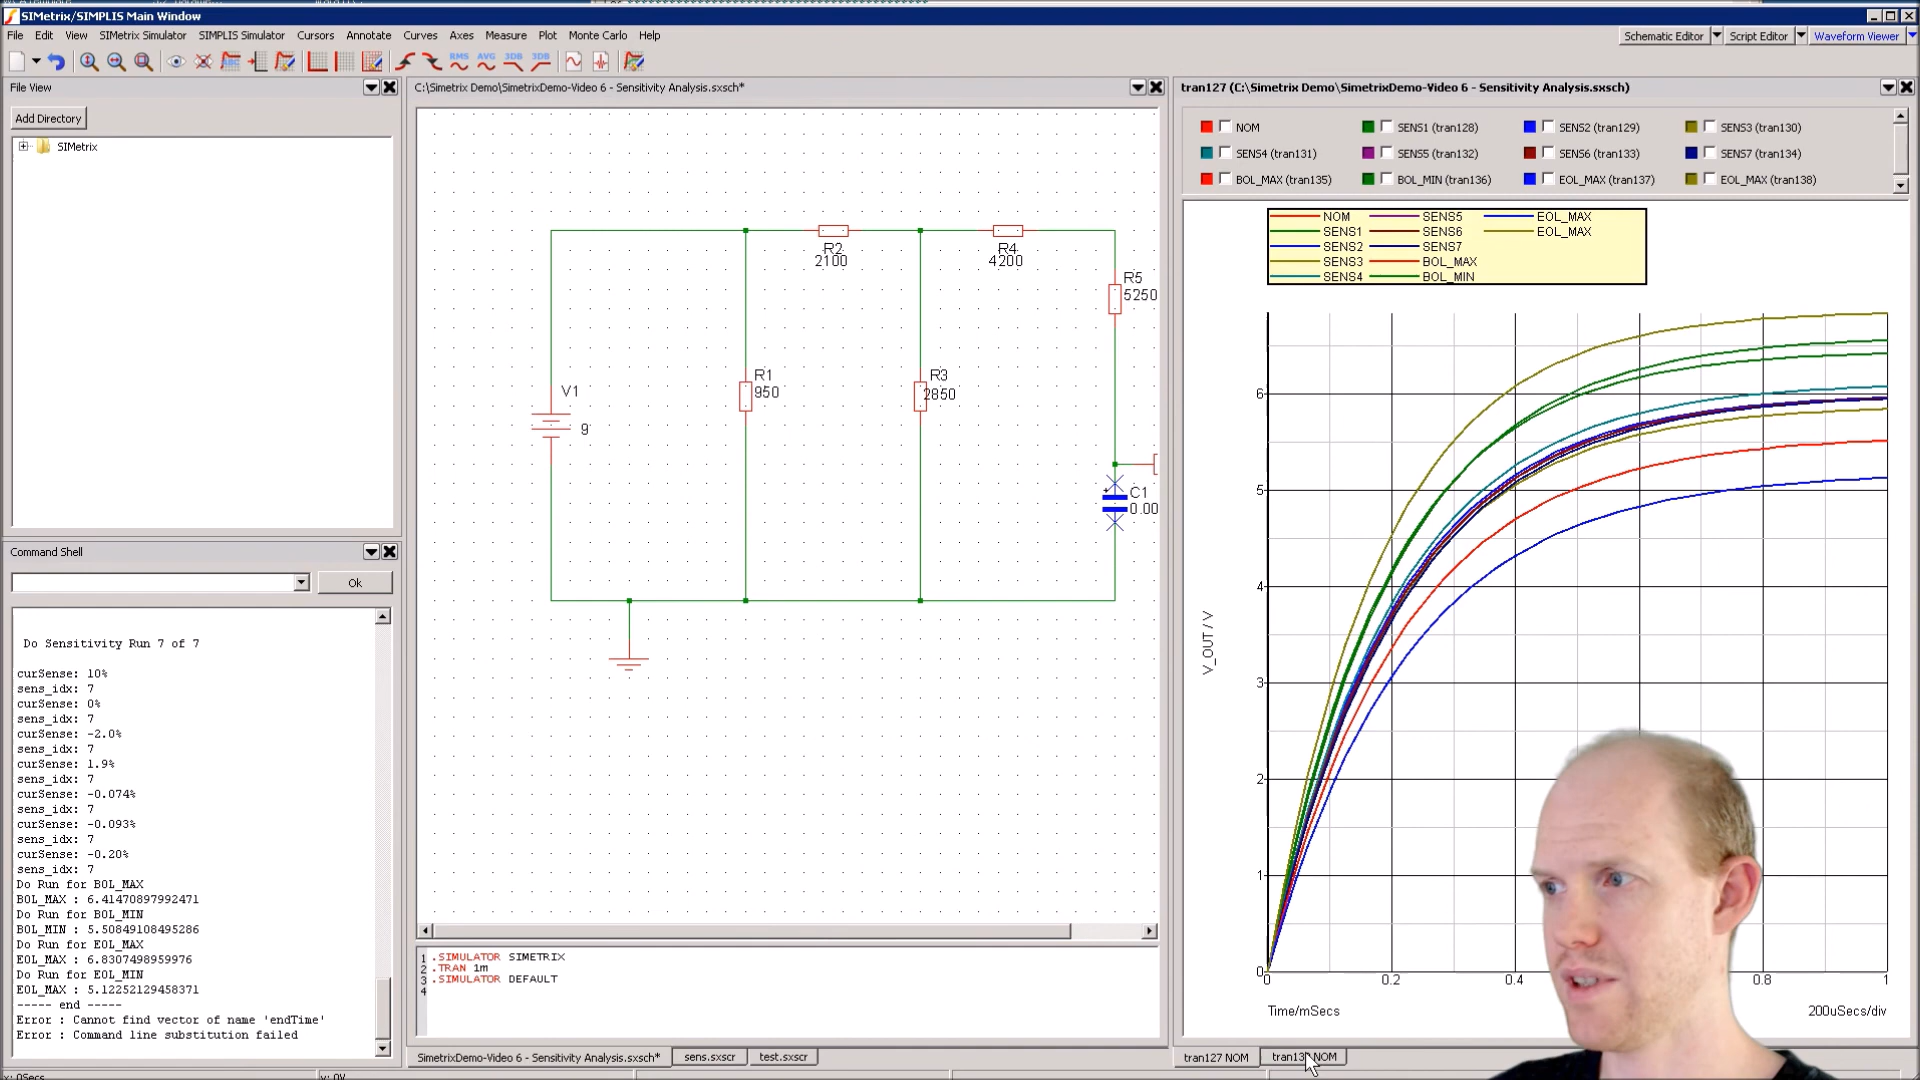 SIMetrix/SIMPLIS Main Window
File Edit View SIMetrix Simulator SIMPLIS Simulator Cursors Annotate Curves Axes Measure Plot Monte Carlo Help
Schematic Editor Script Editor Waveform Viewer
RMS AVG 3DB 3DB
File View
Add Directory
SIMetrix
Command Shell
Ok
Do Sensitivity Run 7 of 7
curSense: 10%
sens_idx: 7
curSense: 0%
sens_idx: 7
curSense: -2.0%
sens_idx: 7
curSense: 1.9%
sens_idx: 7
curSense: -0.074%
sens_idx: 7
curSense: -0.093%
sens_idx: 7
curSense: -0.20%
sens_idx: 7
Do Run for BOL_MAX
BOL_MAX : 6.41470897992471
Do Run for BOL_MIN
BOL_MIN : 5.50849108495286
Do Run for EOL_MAX
EOL_MAX : 6.8307498959976
Do Run for EOL_MIN
EOL_MAX : 5.12252129458371
----- end -----
Error : Cannot find vector of name 'endTime'
Error : Command line substitution failed
x: 0Secs y: 0V
C:\Simetrix Demo\SimetrixDemo-Video 6 - Sensitivity Analysis.sxsch*
R2
2100
R4
4200
R5
5250
R1
950
R3
2850
V1
9
C1
0.00
1 .SIMULATOR SIMETRIX
2 .TRAN 1m
3 .SIMULATOR DEFAULT
4
SimetrixDemo-Video 6 - Sensitivity Analysis.sxsch* sens.sxscr test.sxscr
tran127 (C:\Simetrix Demo\SimetrixDemo-Video 6 - Sensitivity Analysis.sxsch)
NOM SENS1 (tran128) SENS2 (tran129) SENS3 (tran130)
SENS4 (tran131) SENS5 (tran132) SENS6 (tran133) SENS7 (tran134)
BOL_MAX (tran135) BOL_MIN (tran136) EOL_MAX (tran137) EOL_MAX (tran138)
NOM SENS5 EOL_MAX
SENS1 SENS6 EOL_MAX
SENS2 SENS7
SENS3 BOL_MAX
SENS4 BOL_MIN
V_OUT / V
6
5
4
3
2
1
0
0 0.2 0.4 0.8 1
Time/mSecs 200uSecs/div
tran127 NOM NOM